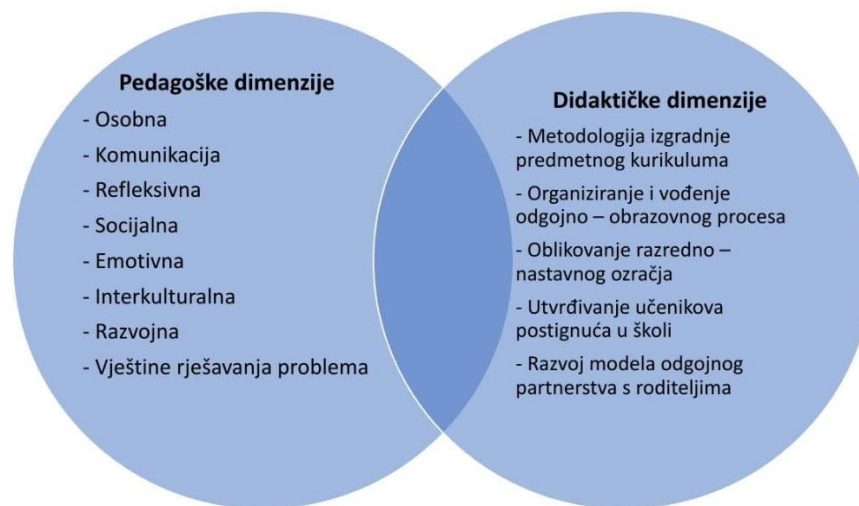 Pedagoške dimenzije
- Osobna
- Komunikacija
- Refleksivna
- Socijalna
- Emotivna
- Interkulturalna
- Razvojna
- Vještine rješavanja problema
Didaktičke dimenzije
- Metodologija izgradnje
predmetnog kurikuluma
- Organiziranje i vođenje
odgojno – obrazovnog procesa
- Oblikovanje razredno –
nastavnog ozračja
- Utvrđivanje učenikova
postignuća u školi
- Razvoj modela odgojnog
partnerstva s roditeljima